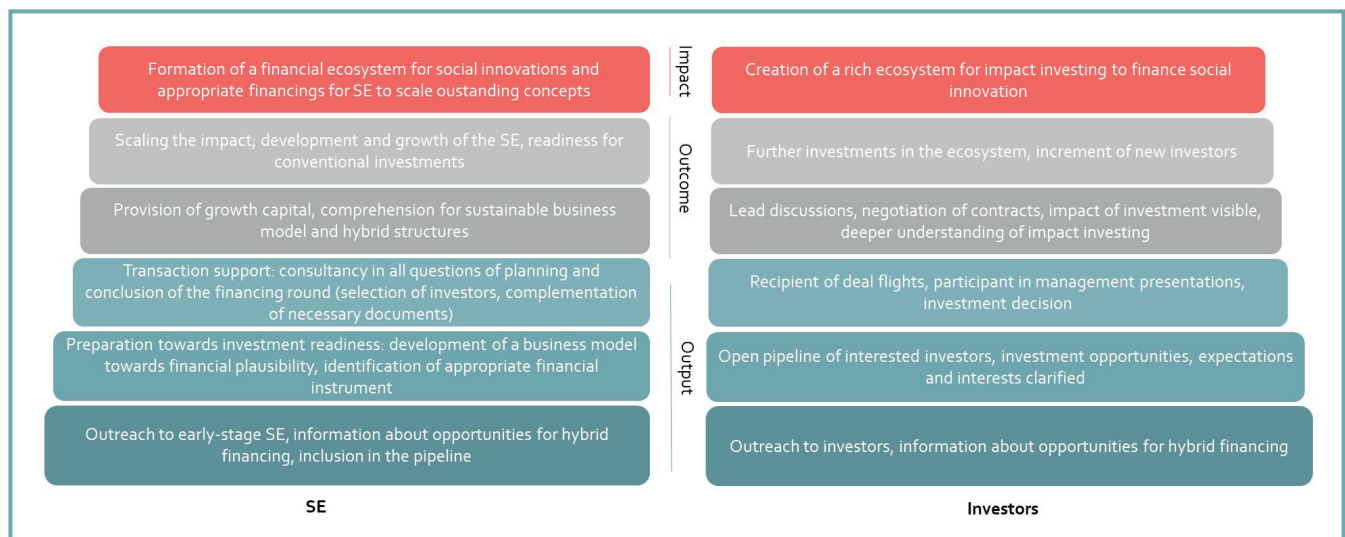 Formation of a financial ecosystem for social innovations and
appropriate financings for SE to scale oustanding concepts
Scaling the impact; development and growth of the SE, readiness for
conventional investments
Provision of growth capital, comprehension for sustainable business
model and hybrid structures
Transaction support: consultancy in all questions of planning and
conclusion of the financing round (selection of investors, complementation
of necessary documents)
Preparation towards investment readiness: development of a business model
towards financial plausibility, identification of appropriate financial
instrument
Outreach to early-stage SE, information about opportunities for hybrid
financing, inclusion in the pipeline
SE
Impact
Outcome
Output
Creation of a rich ecosystem for impact investing to finance social
innovation
Further investments in the ecosystem, increment of new investors
Lead discussions, negotiation of contracts, impact of investment visible,
deeper understanding of impact investing
Recipient of deal flights, participant in management presentations,
investment decision
Open pipeline of interested investors, investment opportunities, expectations
and interests clarified
Outreach to investors, information about opportunities for hybrid financing
Investors